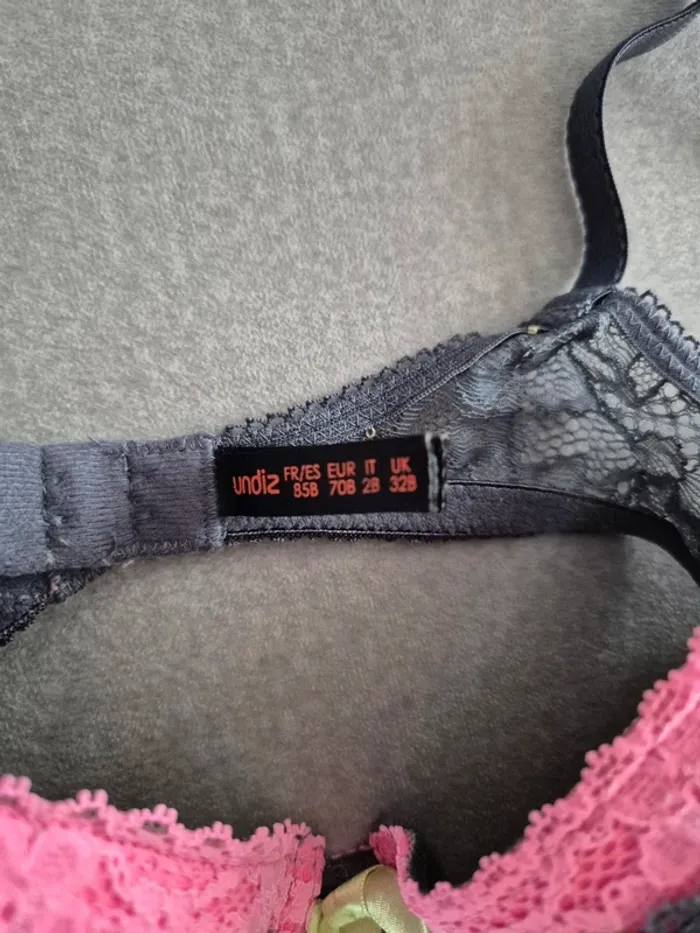 undiz FR/ES EUR IT UK
85B 70B 2B 32B